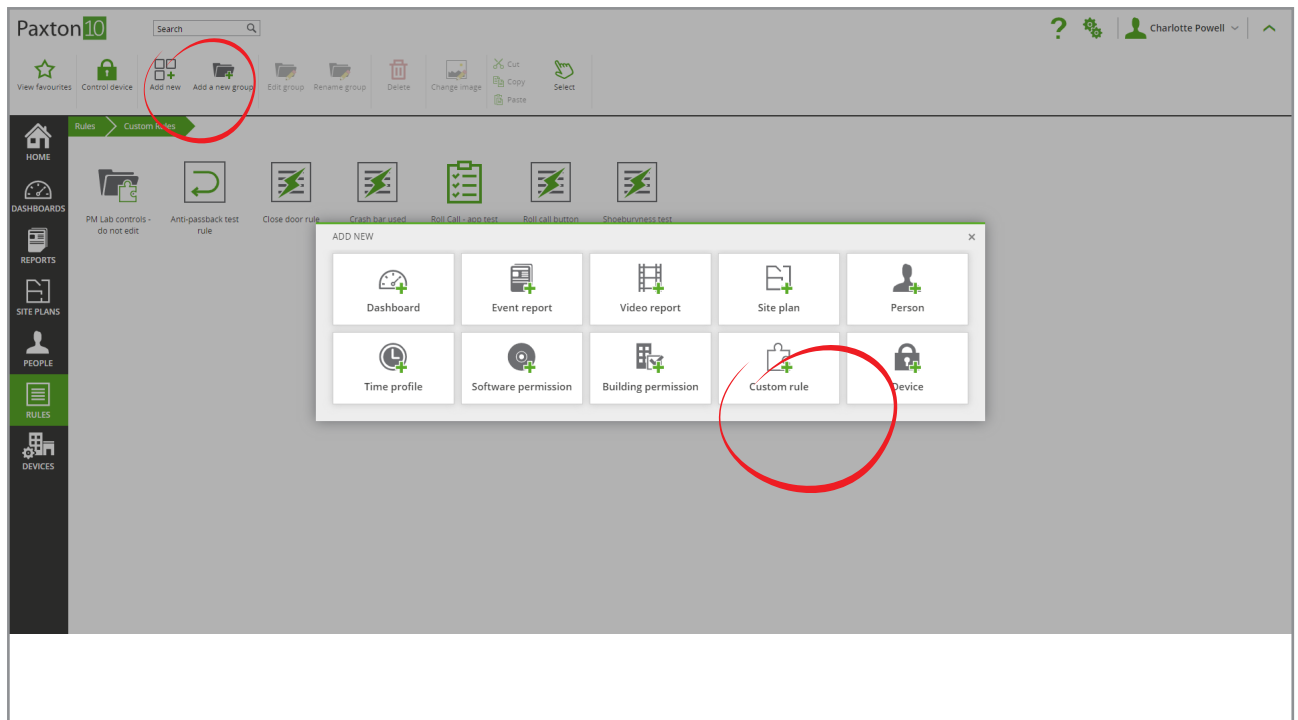 Paxton10
Search
Charlotte Powell
View favourites
Control device
Add new
Add a new group
Edit group
Rename group
Delete
Change image
Cut
Copy
Paste
Select
Rules
Custom Rules
HOME
DASHBOARDS
REPORTS
SITE PLANS
PEOPLE
RULES
DEVICES
PM Lab controls -
do not edit
Anti-passback test
rule
Close door rule
Crash bar used
Roll Call - app test
Roll call button
Shoeburyness test
ADD NEW
Dashboard
Event report
Video report
Site plan
Person
Time profile
Software permission
Building permission
Custom rule
Device